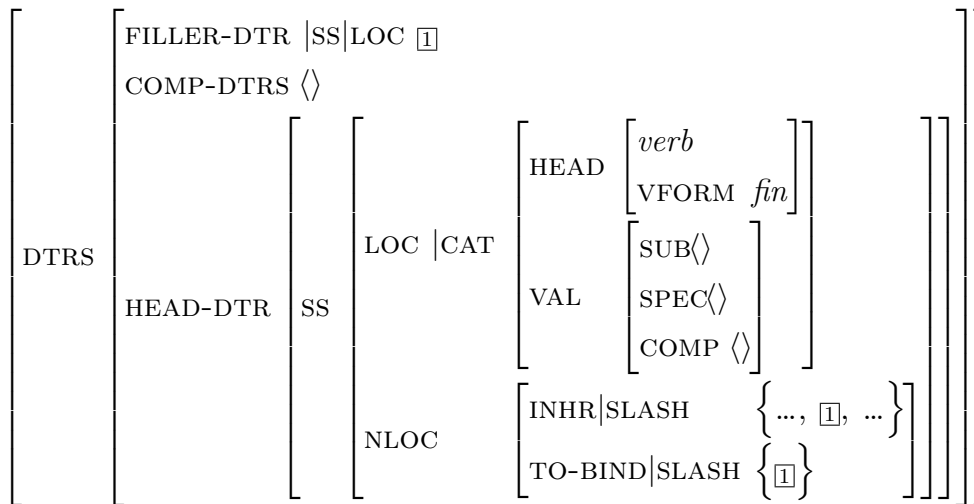 FILLER-DTR |SS|LOC 1
COMP-DTRS ⟨⟩
HEAD verb
VFORM fin
LOC |CAT
SUB⟨⟩
DTRS
HEAD-DTR SS VAL SPEC⟨⟩
COMP ⟨⟩
INHR|SLASH {..., 1, ...}
NLOC
TO-BIND|SLASH {1}